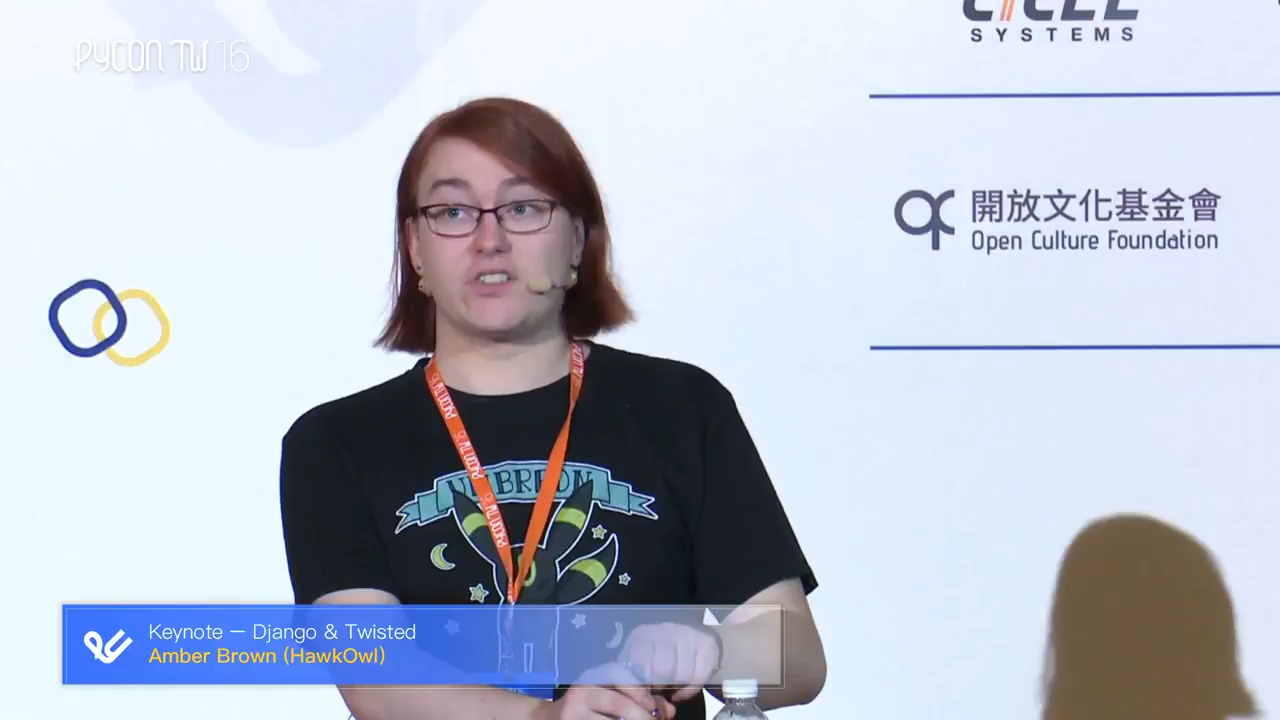 PYCON TW 16
SYSTEMS
開放文化基金會
Open Culture Foundation
UMBREON
Keynote — Django & Twisted
Amber Brown (HawkOwl)